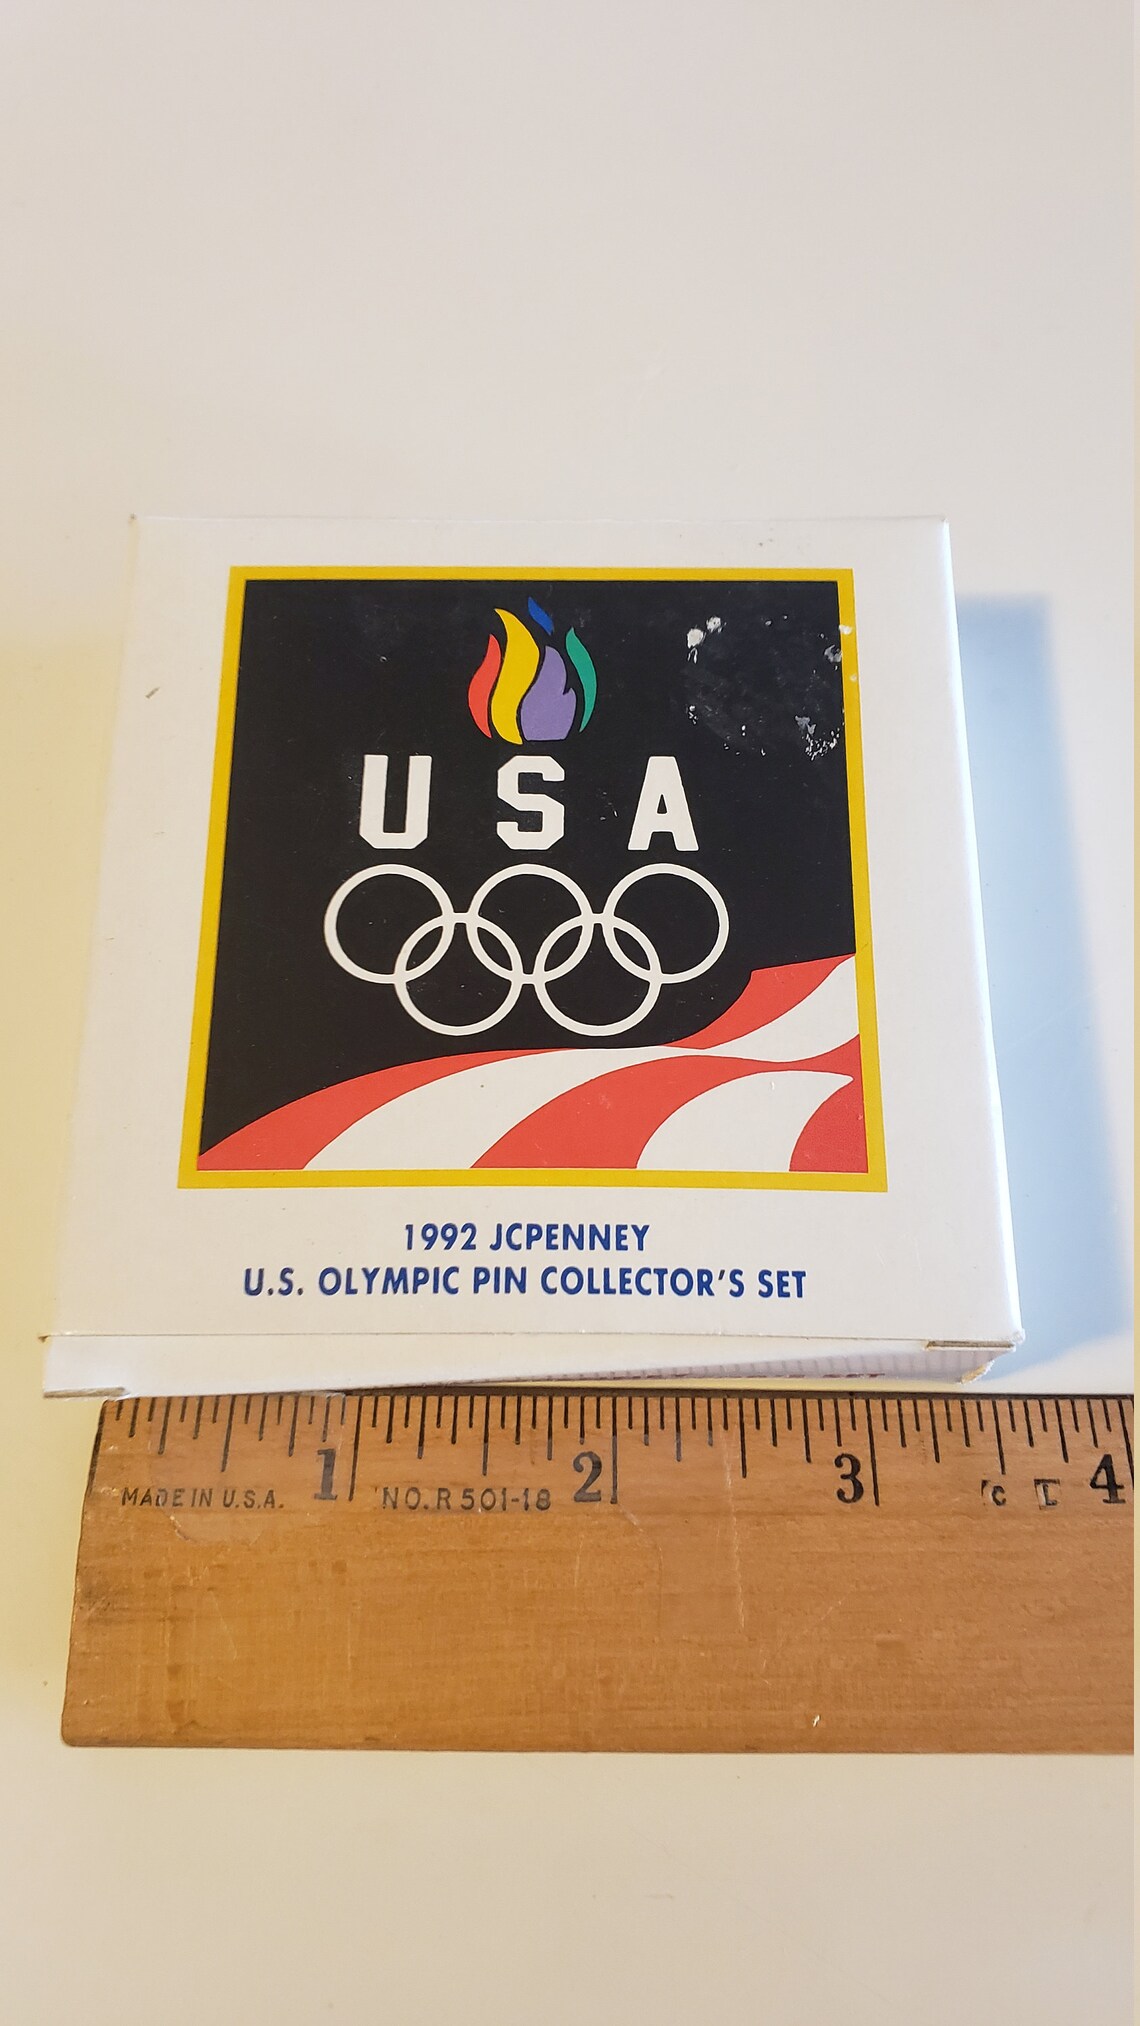 USA
1992 JCPENNEY
U.S. OLYMPIC PIN COLLECTOR'S SET
1 2 3 4
MADE IN U.S.A. NO. R 501-18 C I